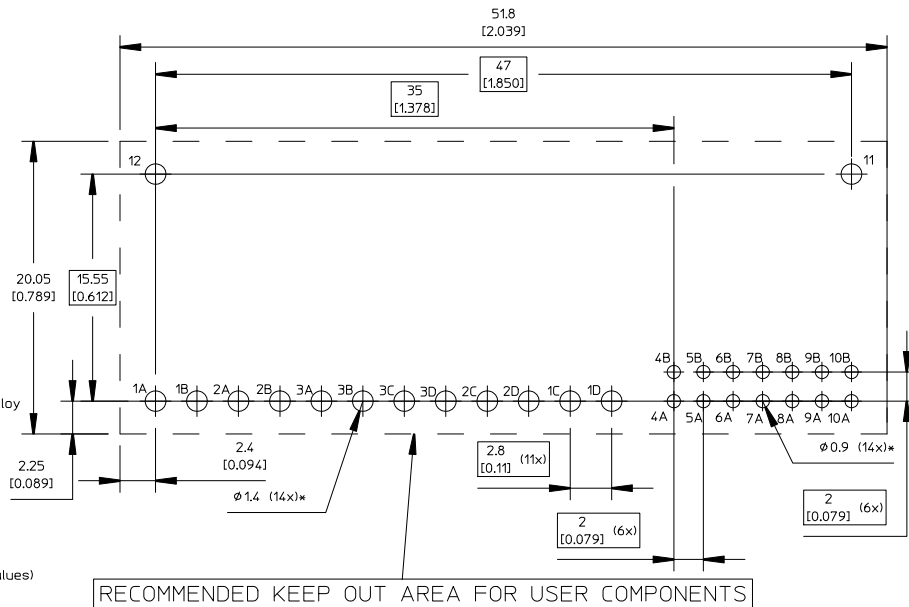 51.8
[2.039]
47
[1.850]
35
[1.378]
12
11
20.05
[0.789]
15.55
[0.612]
4B 5B 6B 7B 8B 9B 10B
1A 1B 2A 2B 3A 3B 3C 3D 2C 2D 1C 1D
4A 5A 6A 7A 8A 9A 10A
loy
2.25
[0.089]
2.4
[0.094]
2.8
[0.11] (11x)
Ø0.9 (14x)*
Ø1.4 (14x)*
2
[0.079] (6x)
2
[0.079] (6x)
lues)
RECOMMENDED KEEP OUT AREA FOR USER COMPONENTS